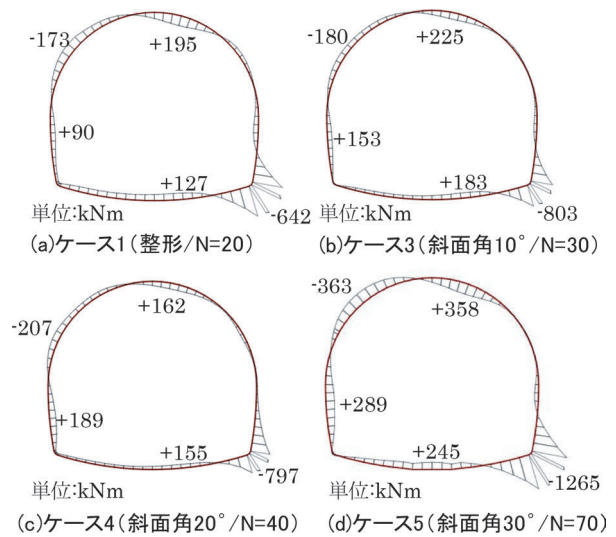 -173
+195
+90
+127
-642
単位:kNm
(a)ケース1(整形/N=20)
-180
+225
+153
+183
-803
単位:kNm
(b)ケース3(斜面角10°/N=30)
-207
+162
+189
+155
-797
単位:kNm
(c)ケース4(斜面角20°/N=40)
-363
+358
+289
+245
-1265
単位:kNm
(d)ケース5(斜面角30°/N=70)